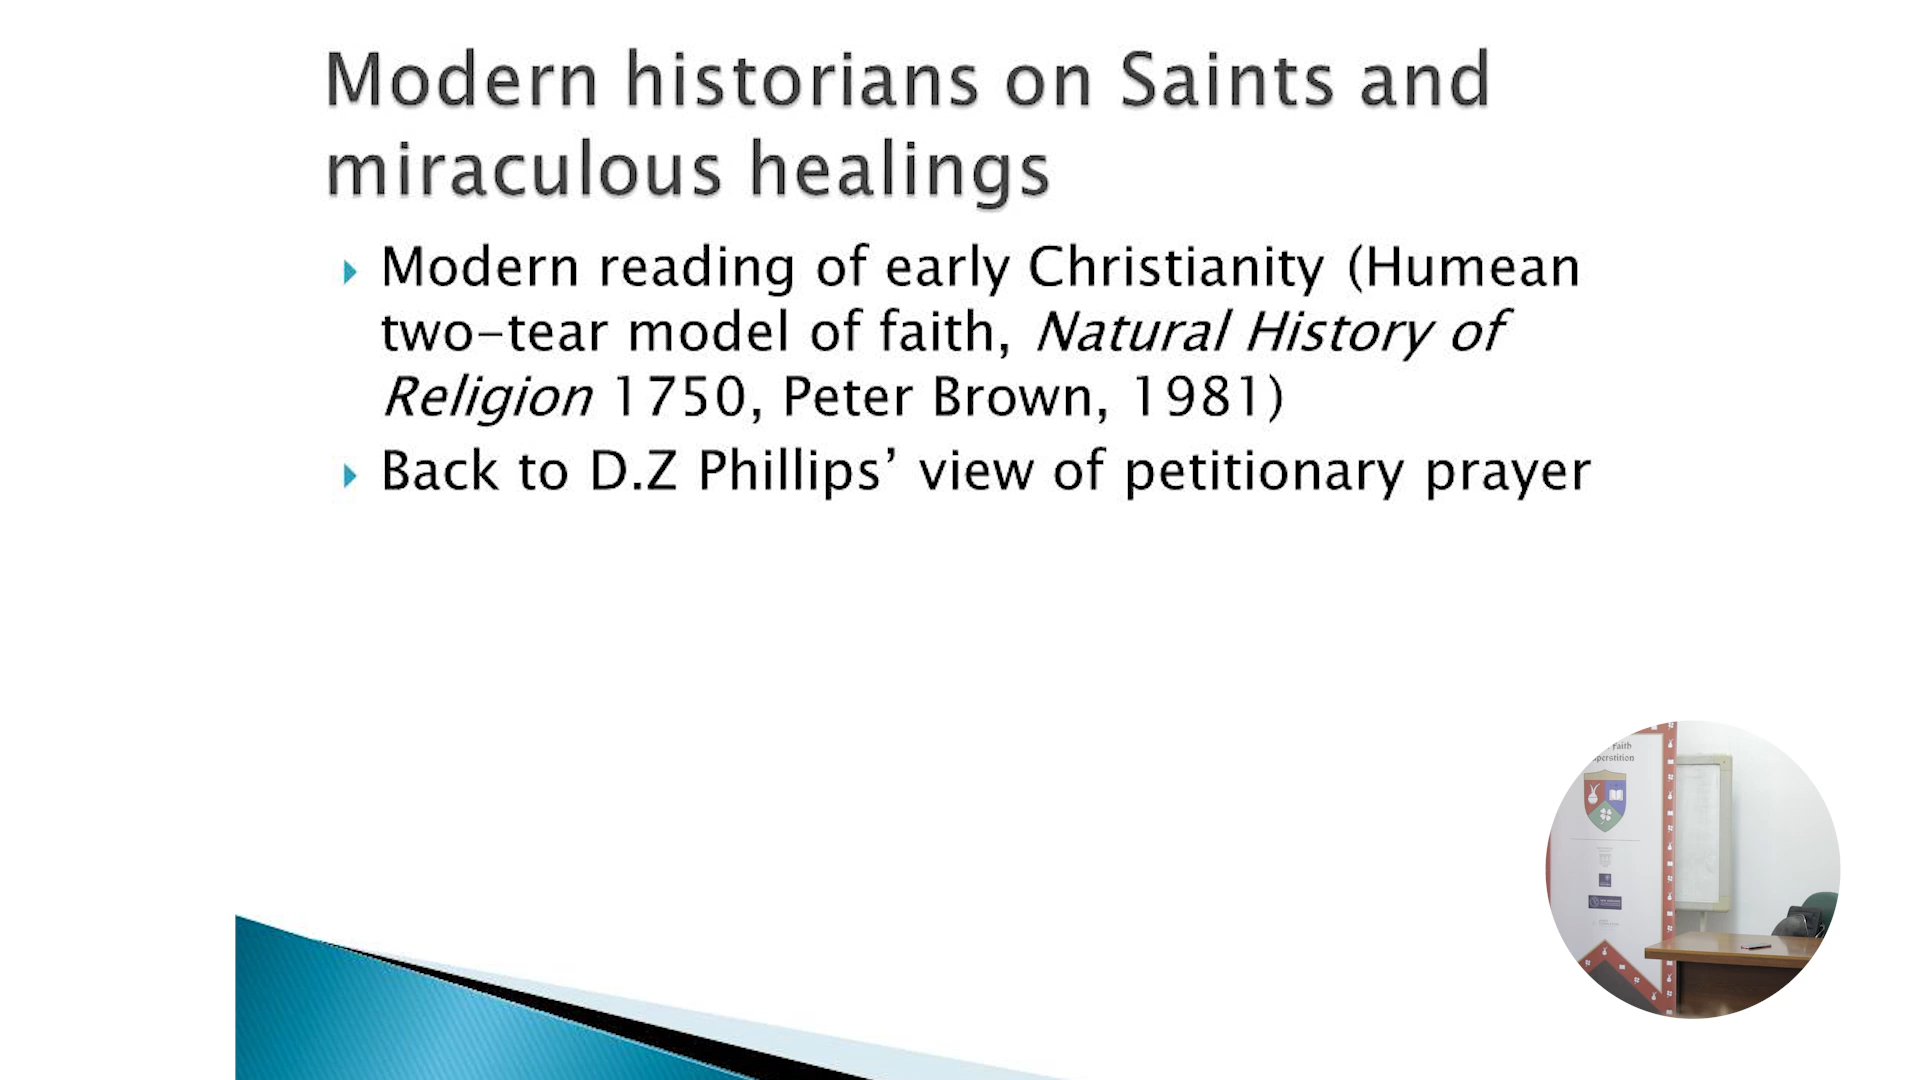 Modern historians on Saints and
miraculous healings
Modern reading of early Christianity (Humean
two-tear model of faith, Natural History of
Religion 1750, Peter Brown, 1981)
Back to D.Z Phillips’ view of petitionary prayer
Faith